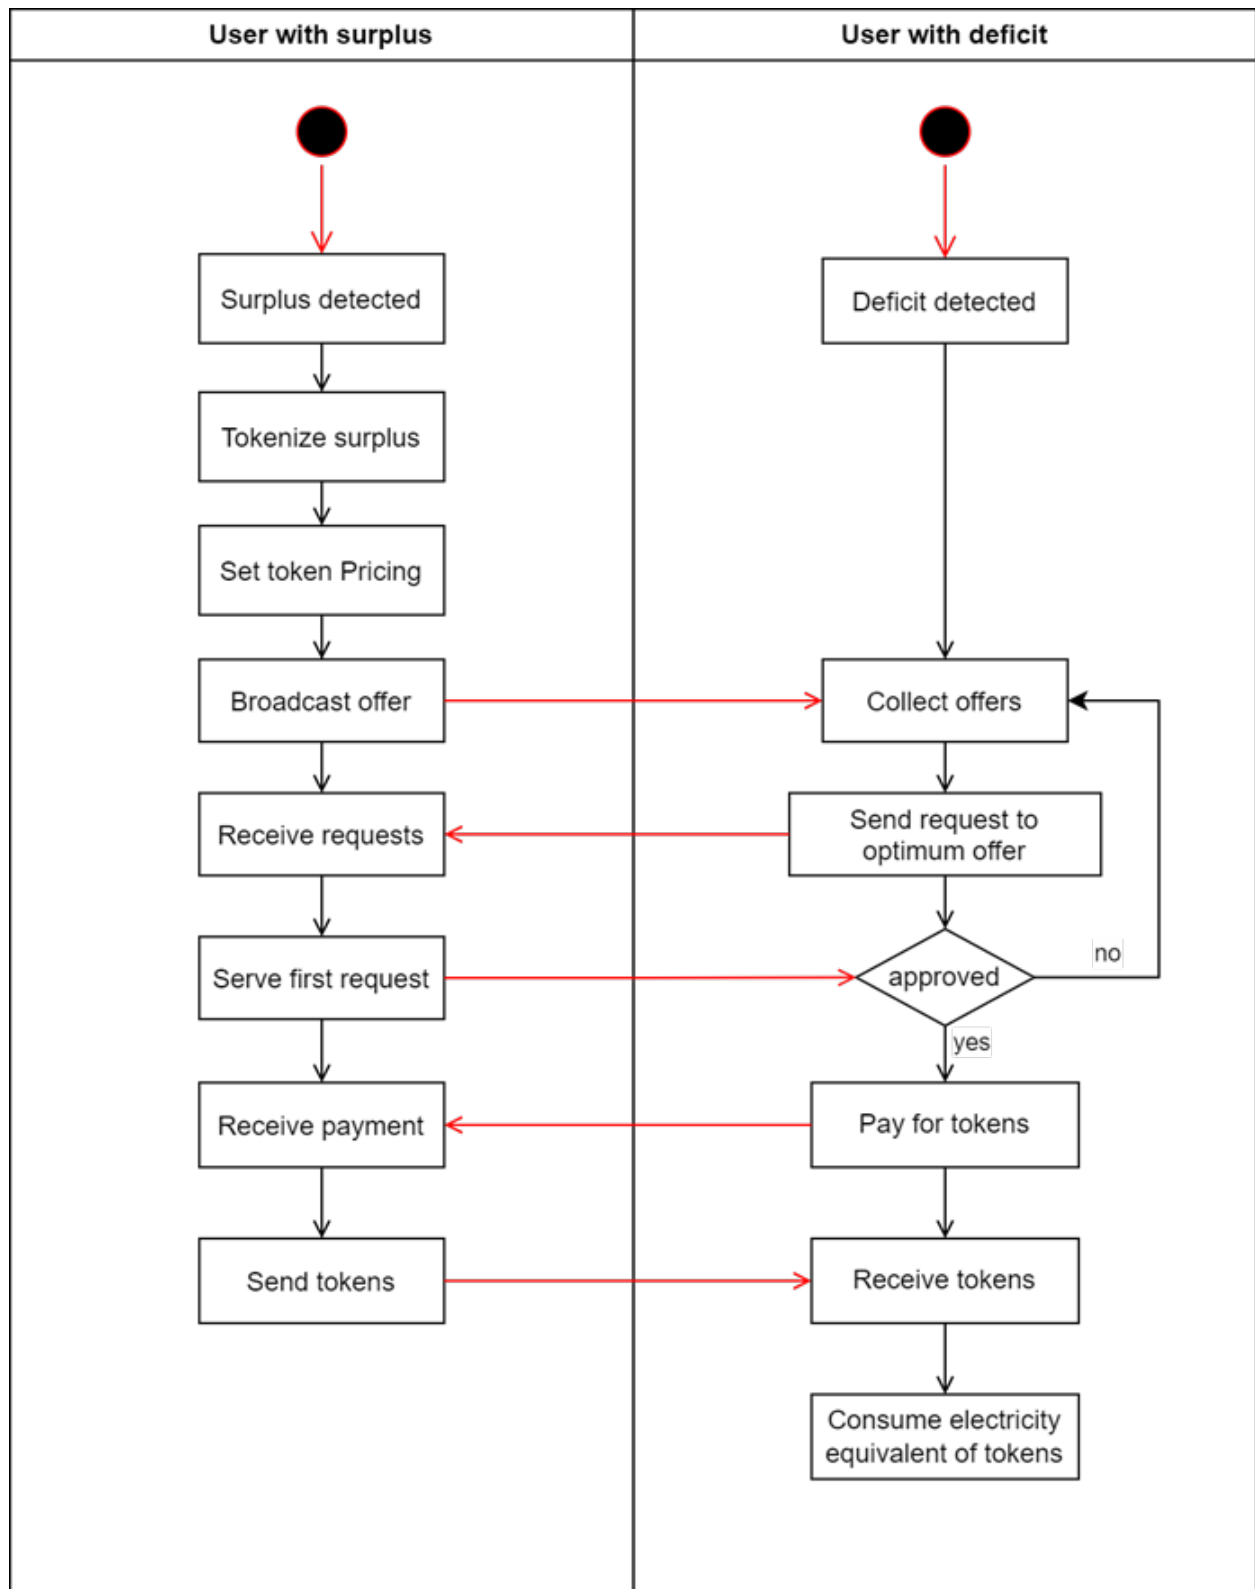 User with surplus
User with deficit
Surplus detected
Deficit detected
Tokenize surplus
Set token Pricing
Broadcast offer
Collect offers
Receive requests
Send request to
optimum offer
Serve first request
approved
no
yes
Receive payment
Pay for tokens
Send tokens
Receive tokens
Consume electricity
equivalent of tokens